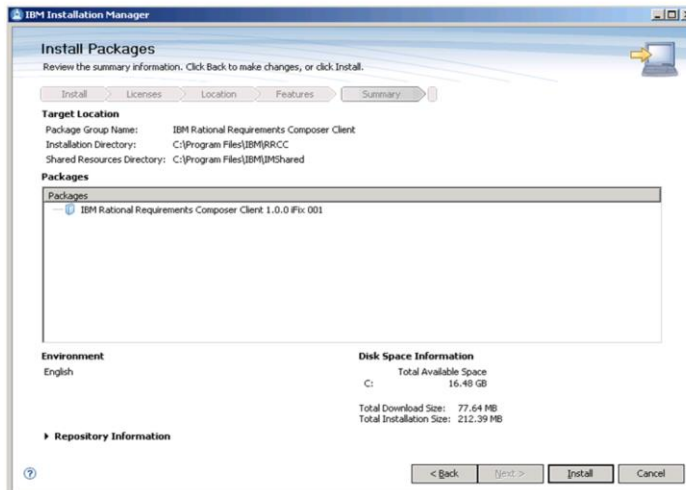 IBM Installation Manager
Install Packages
Review the summary information. Click Back to make changes, or click Install.
Install Licenses Location Features Summary
Target Location
Package Group Name: IBM Rational Requirements Composer Client
Installation Directory: C:\Program Files\IBM\RRCC
Shared Resources Directory: C:\Program Files\IBM\IMShared
Packages
Packages
IBM Rational Requirements Composer Client 1.0.0 iFix 001
Environment
English
Disk Space Information
Total Available Space
C: 16.48 GB
Total Download Size: 77.64 MB
Total Installation Size: 212.39 MB
Repository Information
? < Back Next > Install Cancel